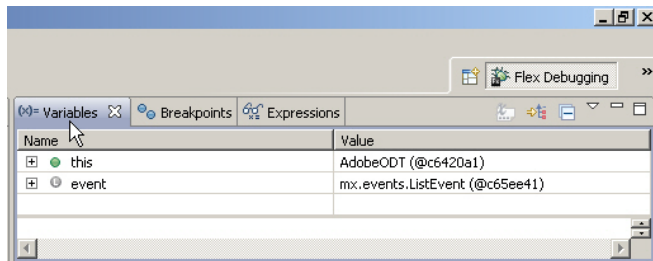 Flex Debugging »
(x)= Variables Breakpoints Expressions
Name Value
this AdobeODT (@c6420a1)
L event mx.events.ListEvent (@c65ee41)